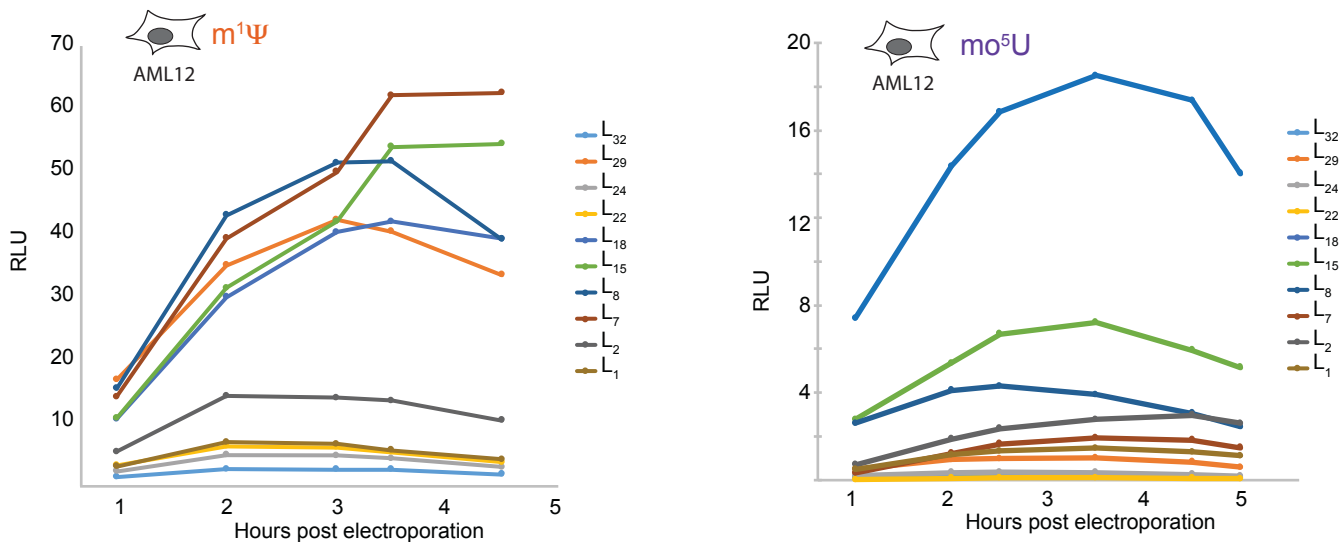 m¹Ψ
AML12
70
60
50
40
30
20
10
RLU
1 2 3 4 5
Hours post electroporation
L₃₂
L₂₉
L₂₄
L₂₂
L₁₈
L₁₅
L₈
L₇
L₂
L₁
mo⁵U
AML12
20
16
12
8
4
RLU
1 2 3 4 5
Hours post electroporation
L₃₂
L₂₉
L₂₄
L₂₂
L₁₈
L₁₅
L₈
L₇
L₂
L₁